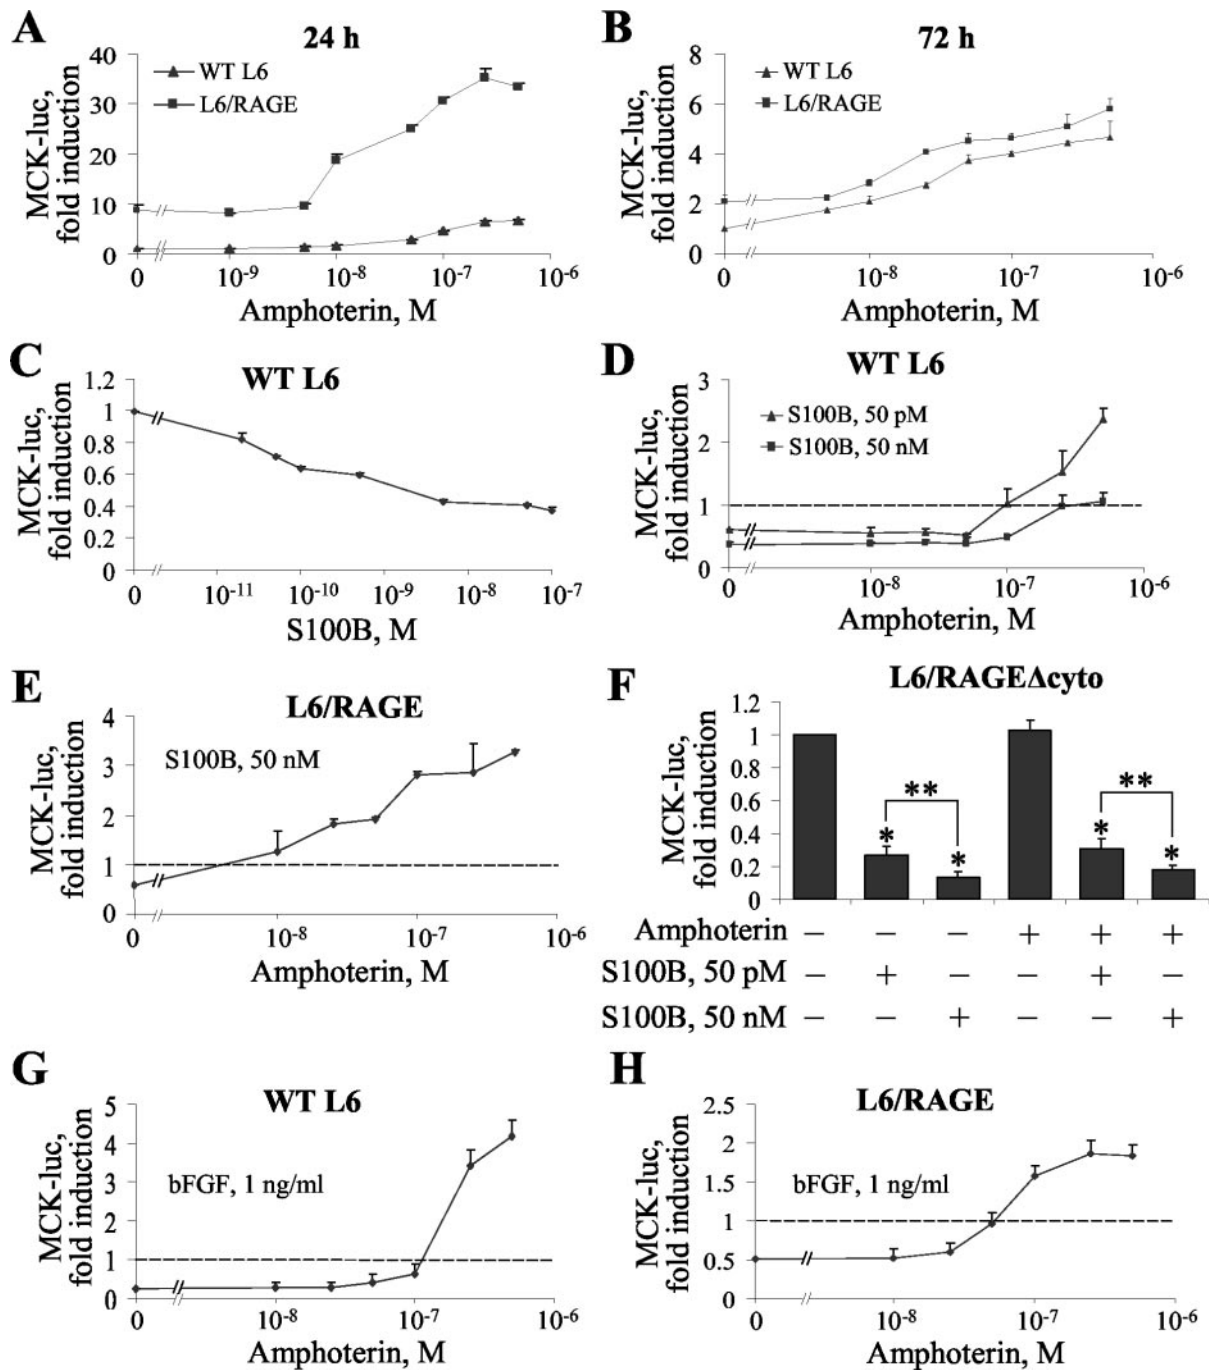 A
24 h
MCK-luc,
fold induction
40
30
20
10
0
WT L6
L6/RAGE
0 10-9 10-8 10-7 10-6
Amphoterin, M
B
72 h
MCK-luc,
fold induction
8
6
4
2
0
WT L6
L6/RAGE
0 10-8 10-7 10-6
Amphoterin, M
C
WT L6
MCK-luc,
fold induction
1.2
1
0.8
0.6
0.4
0.2
0
0 10-11 10-10 10-9 10-8 10-7
S100B, M
D
WT L6
MCK-luc,
fold induction
3
2
1
0
S100B, 50 pM
S100B, 50 nM
0 10-8 10-7 10-6
Amphoterin, M
E
L6/RAGE
MCK-luc,
fold induction
4
3
2
1
0
S100B, 50 nM
0 10-8 10-7 10-6
Amphoterin, M
F
L6/RAGEΔcyto
MCK-luc,
fold induction
1.2
1
0.8
0.6
0.4
0.2
0
** **
* * * *
Amphoterin – – – + + +
S100B, 50 pM – + – – + –
S100B, 50 nM – – + – – +
G
WT L6
MCK-luc,
fold induction
5
4
3
2
1
0
bFGF, 1 ng/ml
0 10-8 10-7 10-6
Amphoterin, M
H
L6/RAGE
MCK-luc,
fold induction
2.5
2
1.5
1
0.5
0
bFGF, 1 ng/ml
0 10-8 10-7 10-6
Amphoterin, M